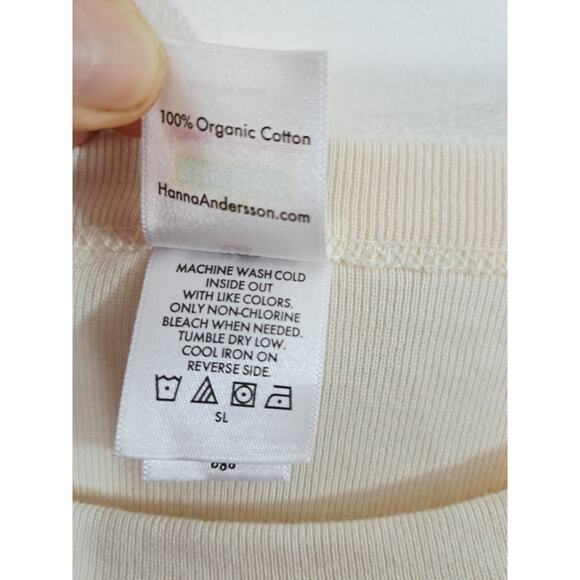 100% Organic Cotton
HannaAndersson.com
MACHINE WASH COLD
INSIDE OUT
WITH LIKE COLORS.
ONLY NON-CHLORINE
BLEACH WHEN NEEDED.
TUMBLE DRY LOW.
COOL IRON ON
REVERSE SIDE.
SL